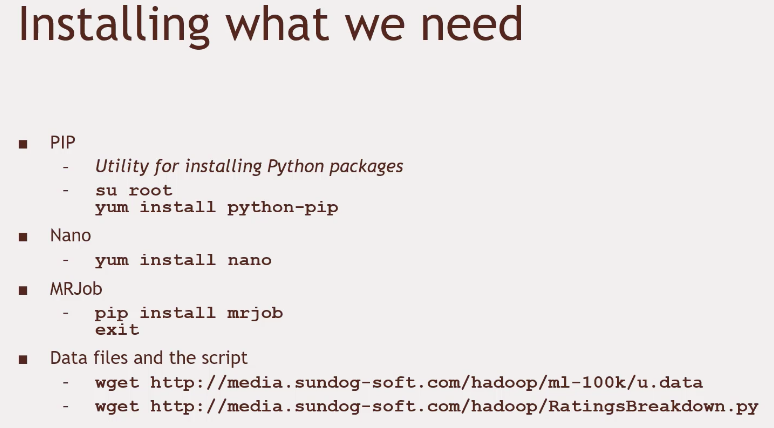 Installing what we need
■ PIP
- Utility for installing Python packages
- su root
yum install python-pip
■ Nano
- yum install nano
■ MRJob
- pip install mrjob
exit
■ Data files and the script
- wget http://media.sundog-soft.com/hadoop/ml-100k/u.data
- wget http://media.sundog-soft.com/hadoop/RatingsBreakdown.py